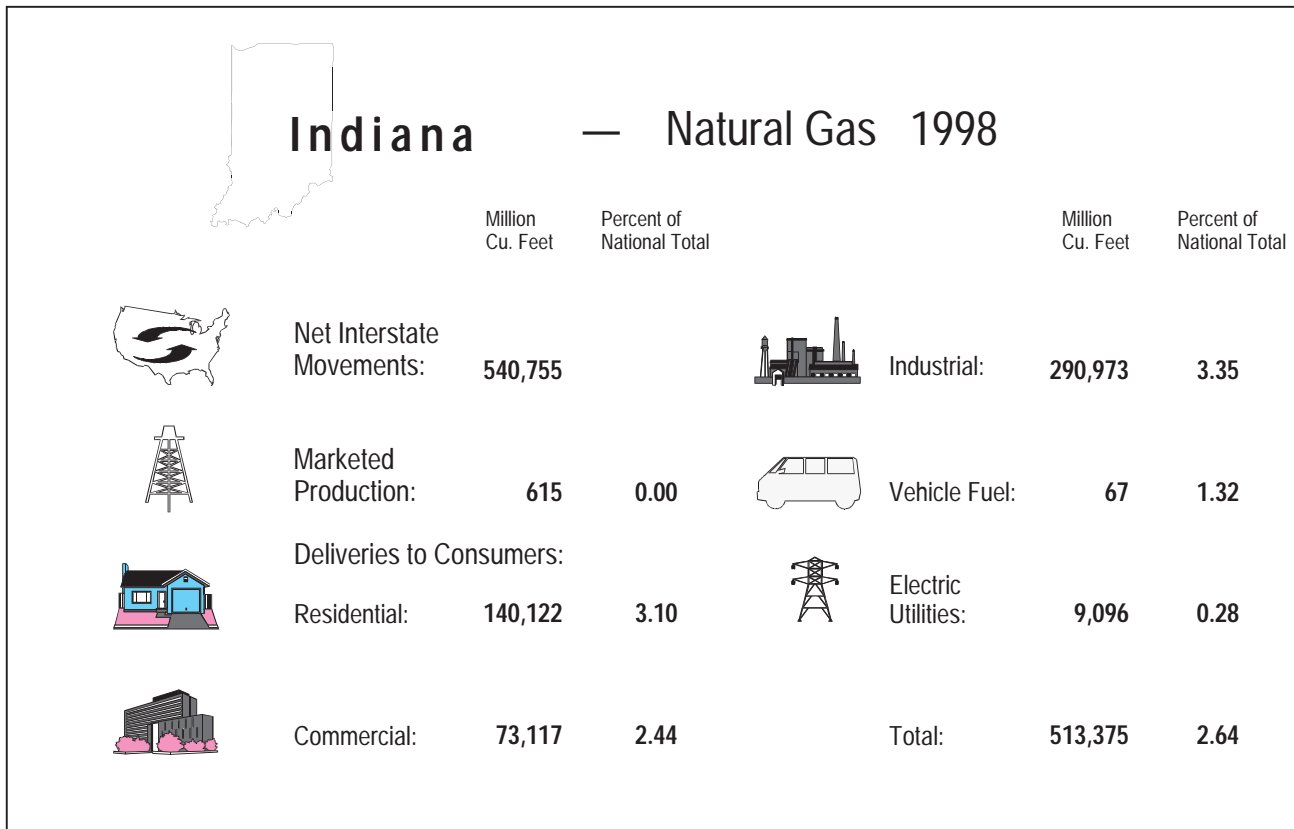 Indiana — Natural Gas 1998
Million Cu. Feet
Percent of National Total
Million Cu. Feet
Percent of National Total
Net Interstate
Movements: 540,755
Marketed
Production: 615 0.00
Deliveries to Consumers:
Residential: 140,122 3.10
Commercial: 73,117 2.44
Industrial: 290,973 3.35
Vehicle Fuel: 67 1.32
Electric
Utilities: 9,096 0.28
Total: 513,375 2.64